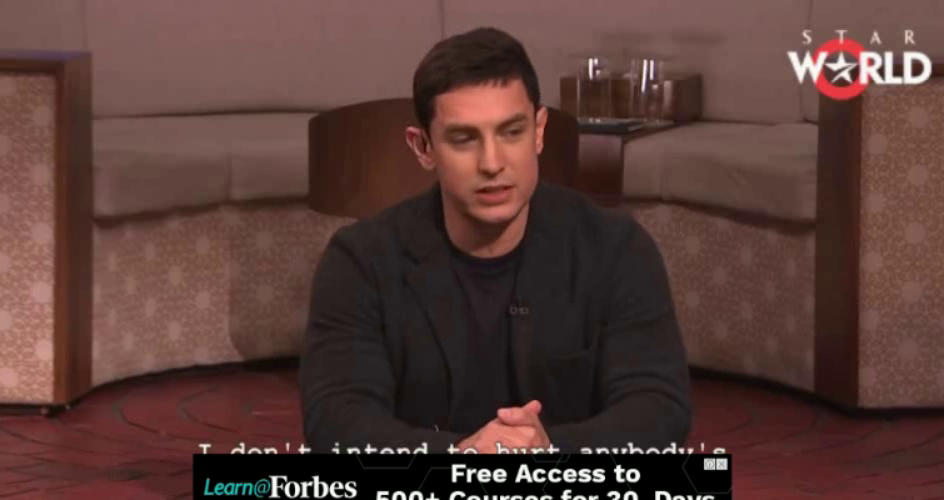 STAR
WORLD
I don't intend to hurt anybody's
Learn@Forbes
Free Access to
500+ Courses for 30 Days